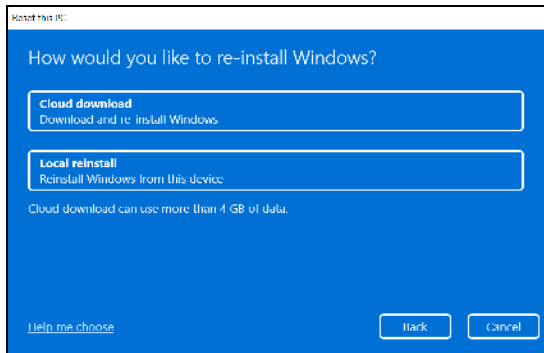 Reset this PC
How would you like to re-install Windows?
Cloud download
Download and re-install Windows
Local reinstall
Reinstall Windows from this device
Cloud download can use more than 4 GB of data.
Help me choose
Back
Cancel